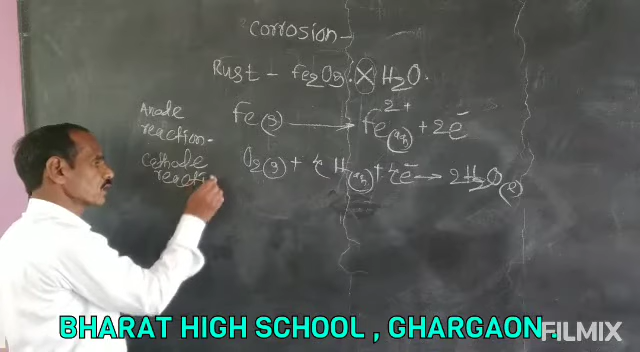 Corrosion-
Rust - Fe2O3. X H2O.
Anode reaction-
Fe(s) → Fe2+(aq) + 2e-
Cathode reacti
O2(g) + 4H+(aq) + 4e- → 2H2O(l)
BHARAT HIGH SCHOOL , GHARGAON .
FILMIX